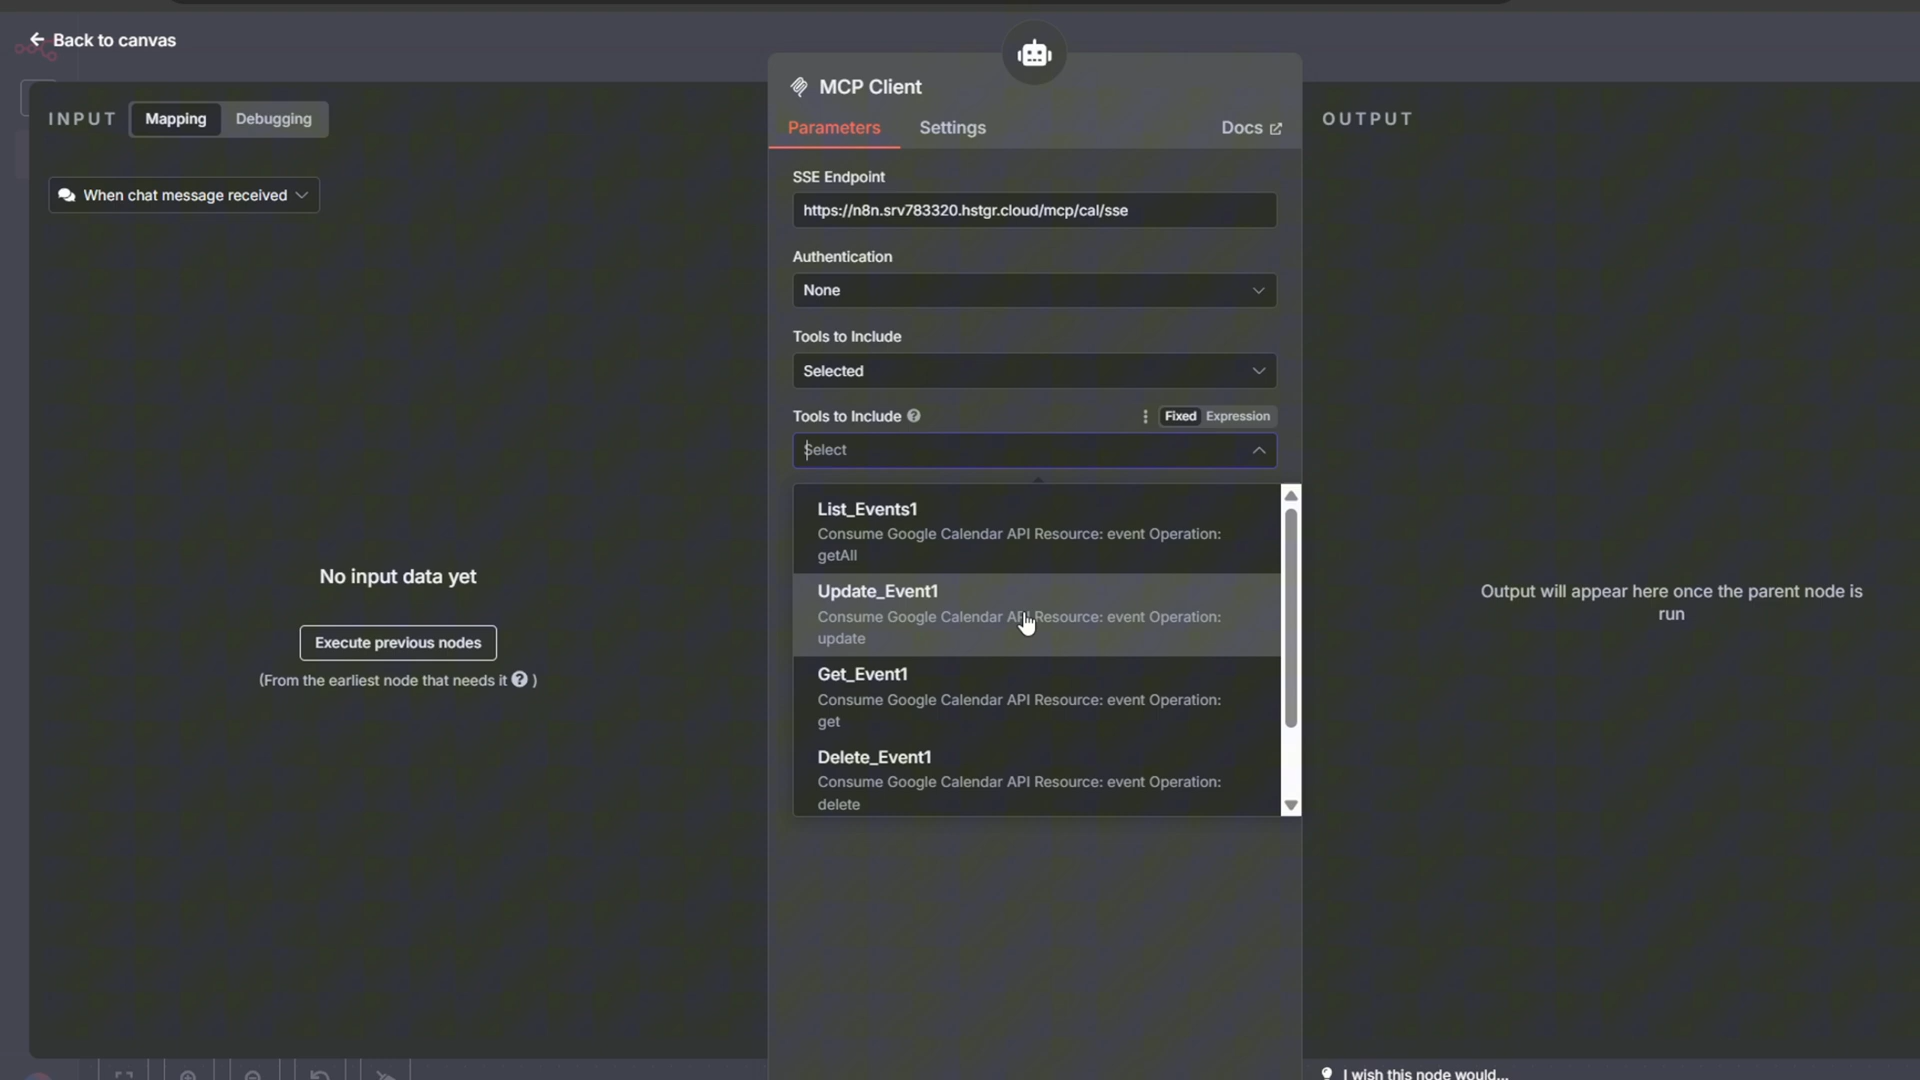 Back to canvas
INPUT
Mapping
Debugging
When chat message received
No input data yet
Execute previous nodes
(From the earliest node that needs it ? )
MCP Client
Parameters
Settings
Docs
SSE Endpoint
https://n8n.srv783320.hstgr.cloud/mcp/cal/sse
Authentication
None
Tools to Include
Selected
Tools to Include ?
Fixed
Expression
Select
List_Events1
Consume Google Calendar API Resource: event Operation:
getAll
Update_Event1
Consume Google Calendar API Resource: event Operation:
update
Get_Event1
Consume Google Calendar API Resource: event Operation:
get
Delete_Event1
Consume Google Calendar API Resource: event Operation:
delete
OUTPUT
Output will appear here once the parent node is
run
I wish this node would...